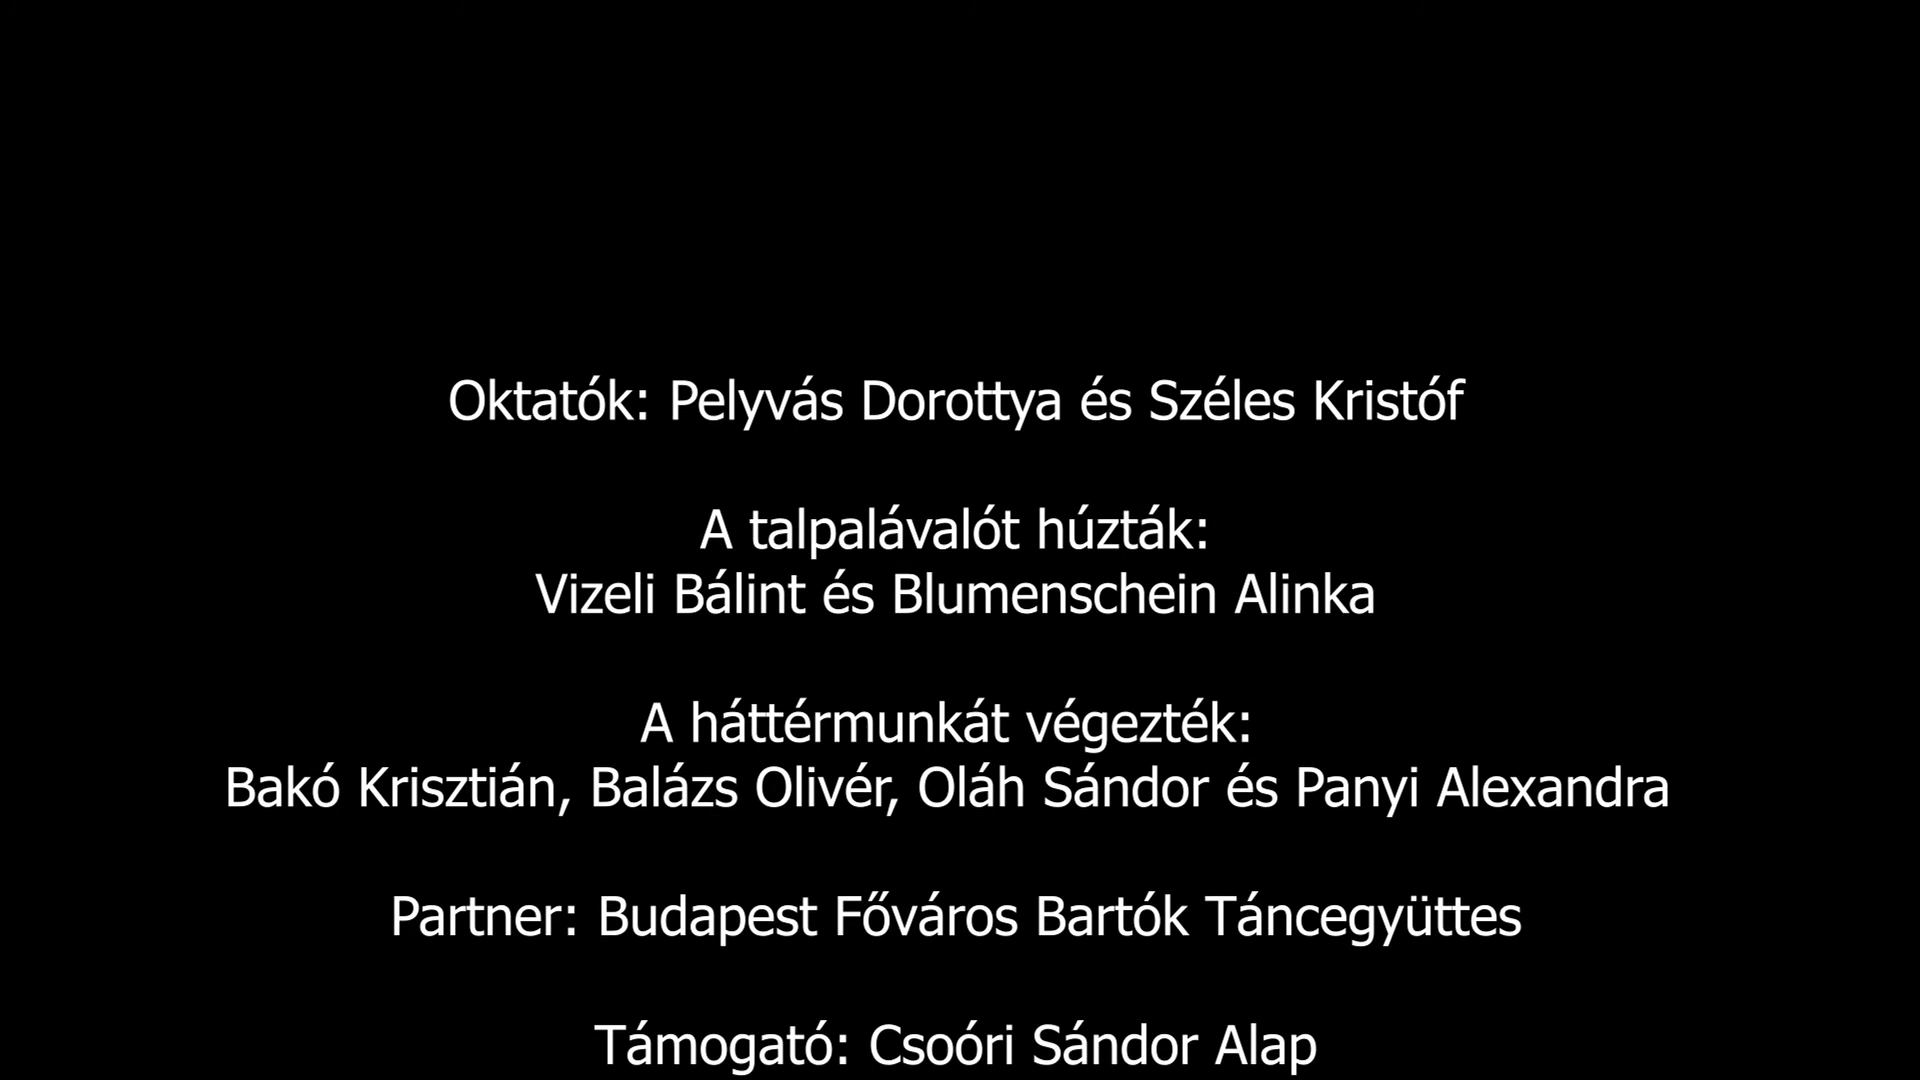 Oktatók: Pelyvás Dorottya és Széles Kristóf
A talpalávalót húzták:
Vizeli Bálint és Blumenschein Alinka
A háttérmunkát végezték:
Bakó Krisztián, Balázs Olivér, Oláh Sándor és Panyi Alexandra
Partner: Budapest Főváros Bartók Táncegyüttes
Támogató: Csoóri Sándor Alap